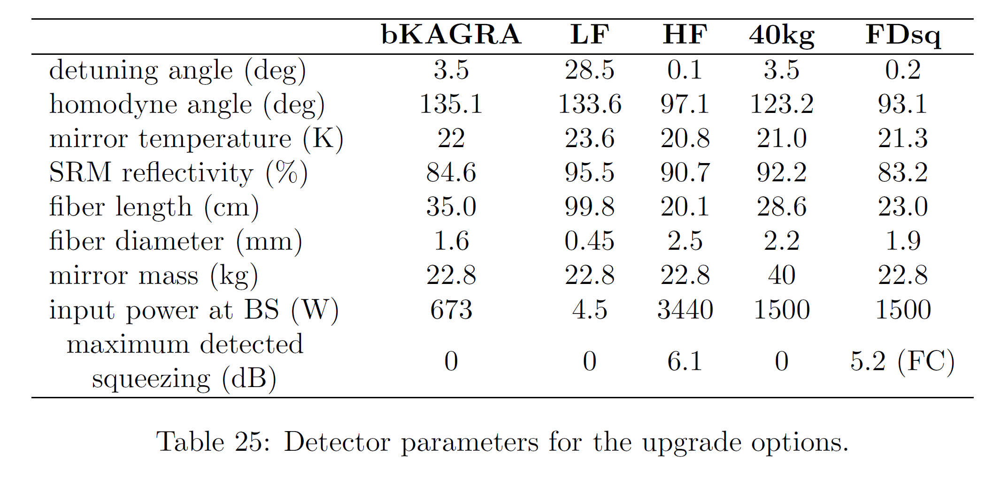 bKAGRA LF HF 40kg FDsq
detuning angle (deg) 3.5 28.5 0.1 3.5 0.2
homodyne angle (deg) 135.1 133.6 97.1 123.2 93.1
mirror temperature (K) 22 23.6 20.8 21.0 21.3
SRM reflectivity (%) 84.6 95.5 90.7 92.2 83.2
fiber length (cm) 35.0 99.8 20.1 28.6 23.0
fiber diameter (mm) 1.6 0.45 2.5 2.2 1.9
mirror mass (kg) 22.8 22.8 22.8 40 22.8
input power at BS (W) 673 4.5 3440 1500 1500
maximum detected
squeezing (dB) 0 0 6.1 0 5.2 (FC)
Table 25: Detector parameters for the upgrade options.